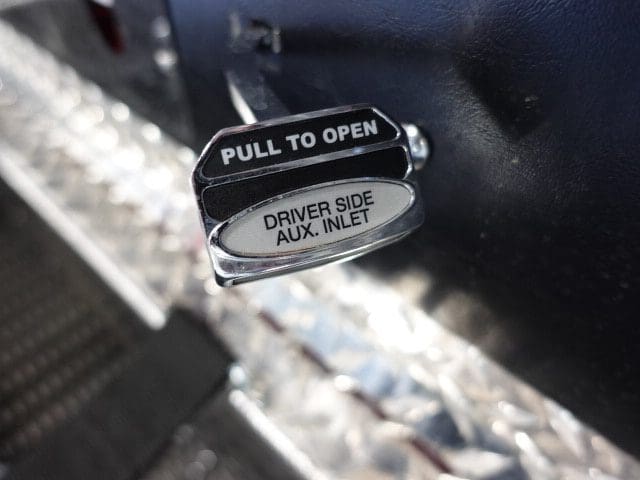 PULL TO OPEN
DRIVER SIDE
AUX. INLET